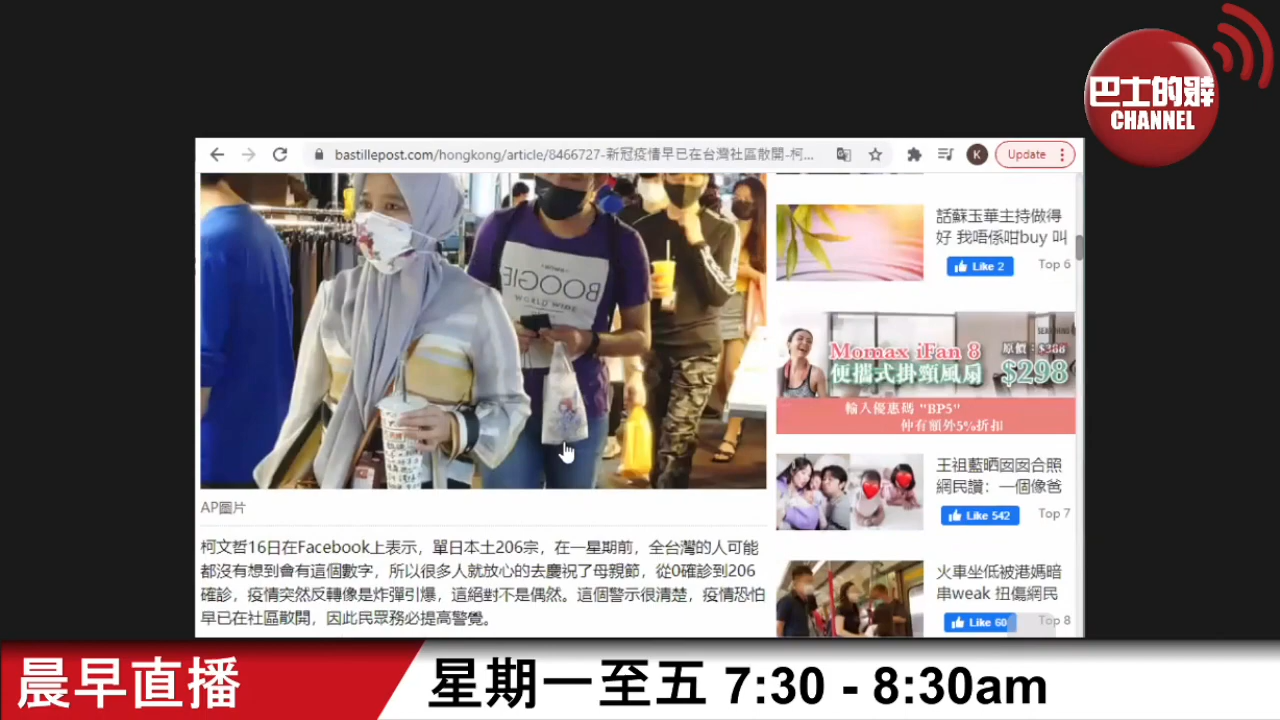 巴士的報
CHANNEL
bastillepost.com/hongkong/article/8466727-新冠疫情早已在台灣社區散開-柯...
K
Update
BOOGIE
WORLD WIDE
話蘇玉華主持做得
好 我唔係咁buy 叫
Like 2
Top 6
Momax iFan 8
原價：$388
便攜式掛頸風扇
$298
輸入優惠碼 "BP5"
仲有額外5%折扣
王祖藍晒囡囡合照
網民讚：一個像爸
Like 542
Top 7
火車坐低被港媽暗
串weak 扭傷網民
Like 60
Top 8
AP圖片
柯文哲16日在Facebook上表示，單日本土206宗，在一星期前，全台灣的人可能
都沒有想到會有這個數字，所以很多人就放心的去慶祝了母親節，從0確診到206
確診，疫情突然反轉像是炸彈引爆，這絕對不是偶然。這個警示很清楚，疫情恐怕
早已在社區散開，因此民眾務必提高警覺。
晨早直播
星期一至五 7:30 - 8:30am